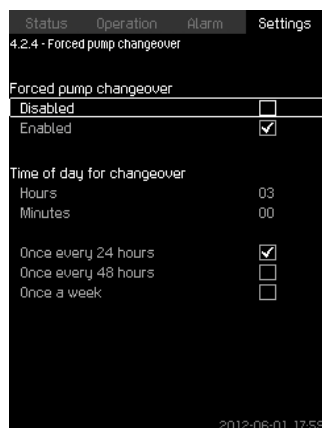 Status Operation Alarm Settings
4.2.4 - Forced pump changeover
Forced pump changeover
Disabled
Enabled
Time of day for changeover
Hours 03
Minutes 00
Once every 24 hours
Once every 48 hours
Once a week
2012-06-01 17:59